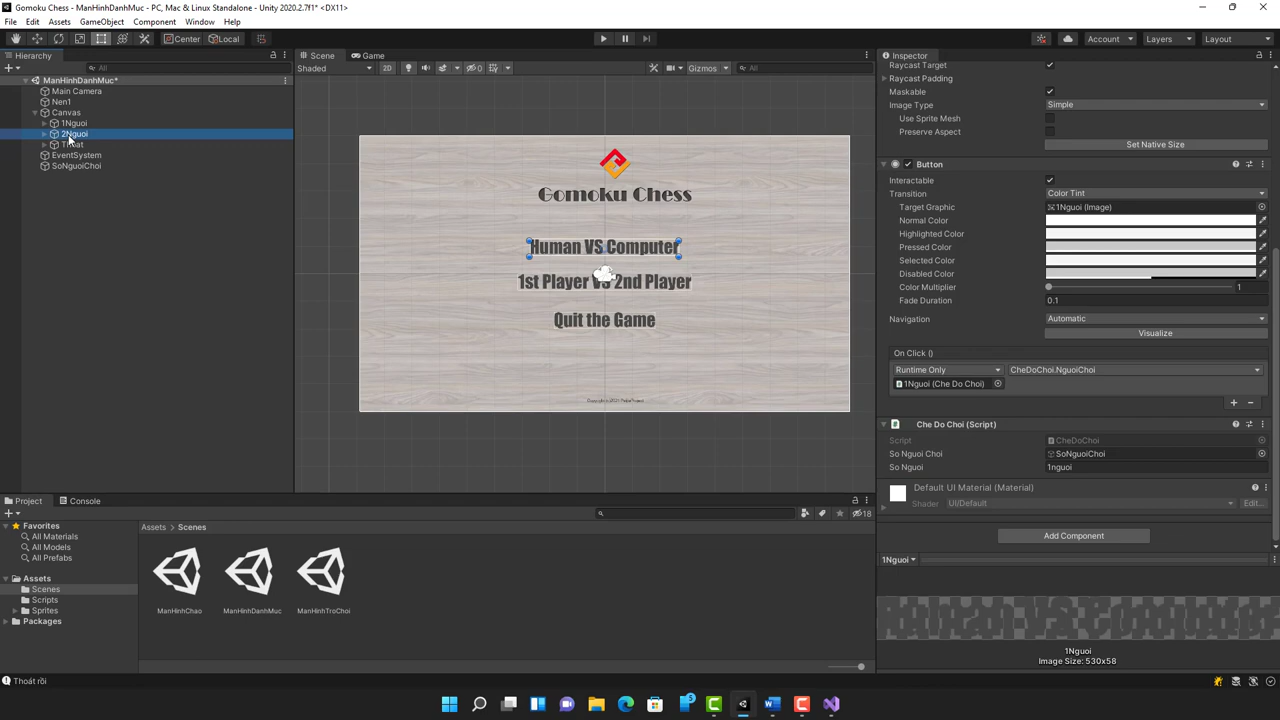 Gomoku Chess - ManHinhDanhMuc - PC, Mac & Linux Standalone - Unity 2020.2.7f1* <DX11>
File Edit Assets GameObject Component Window Help
Center Local Account Layers Layout
Hierarchy Scene Game Inspector
All Shaded 2D 0 Gizmos All
ManHinhDanhMuc*
Main Camera
Nen1
Canvas
1Nguoi
2Nguoi
EventSystem
SoNguoiChoi
Gomoku Chess
Human VS Computer
1st Player VS 2nd Player
Quit the Game
Raycast Target
Raycast Padding
Maskable
Image Type Simple
Use Sprite Mesh
Preserve Aspect
Set Native Size
Button
Interactable
Transition Color Tint
Target Graphic 1Nguoi (Image)
Normal Color
Highlighted Color
Pressed Color
Selected Color
Disabled Color
Color Multiplier 1
Fade Duration 0.1
Navigation Automatic
Visualize
On Click ()
Runtime Only CheDoChoi.NguoiChoi
1Nguoi (Che Do Choi)
Che Do Choi (Script)
Script CheDoChoi
So Nguoi Choi SoNguoiChoi
So Nguoi 1nguoi
Default UI Material (Material)
Shader UI/Default Edit...
Add Component
1Nguoi
Human VS Computer
1Nguoi
Image Size: 530x58
Project Console
18
Favorites
All Materials
All Models
All Prefabs
Assets
Scenes
Scripts
Sprites
Packages
Assets > Scenes
ManHinhChao ManHinhDanhMuc ManHinhTroChoi
Thoát rồi